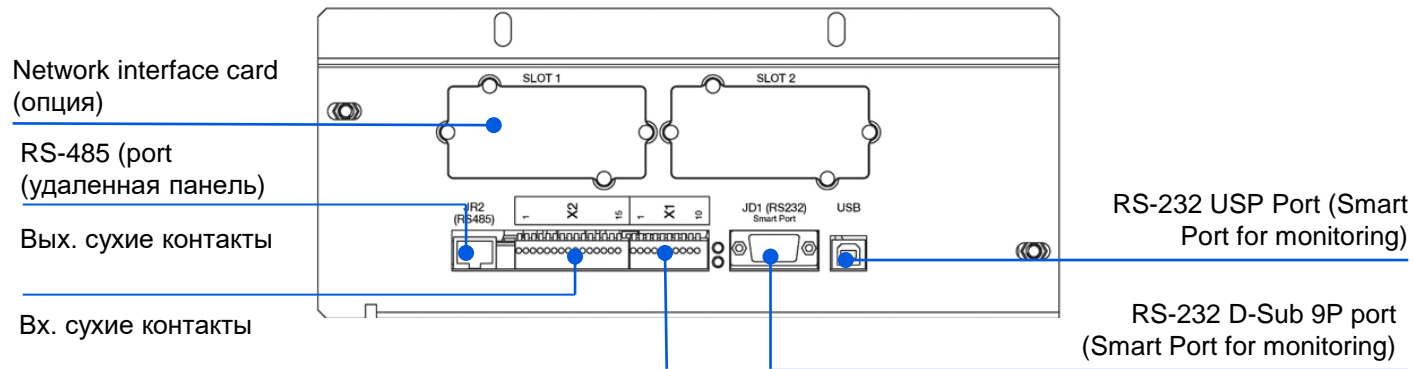 Network interface card
(опция)
RS-485 (port
(удаленная панель)
Вых. сухие контакты
Вх. сухие контакты
SLOT 1
SLOT 2
JR2
(RS485)
1
X2
15
1
X1
10
JD1 (RS232)
Smart Port
USB
RS-232 USP Port (Smart
Port for monitoring)
RS-232 D-Sub 9P port
(Smart Port for monitoring)